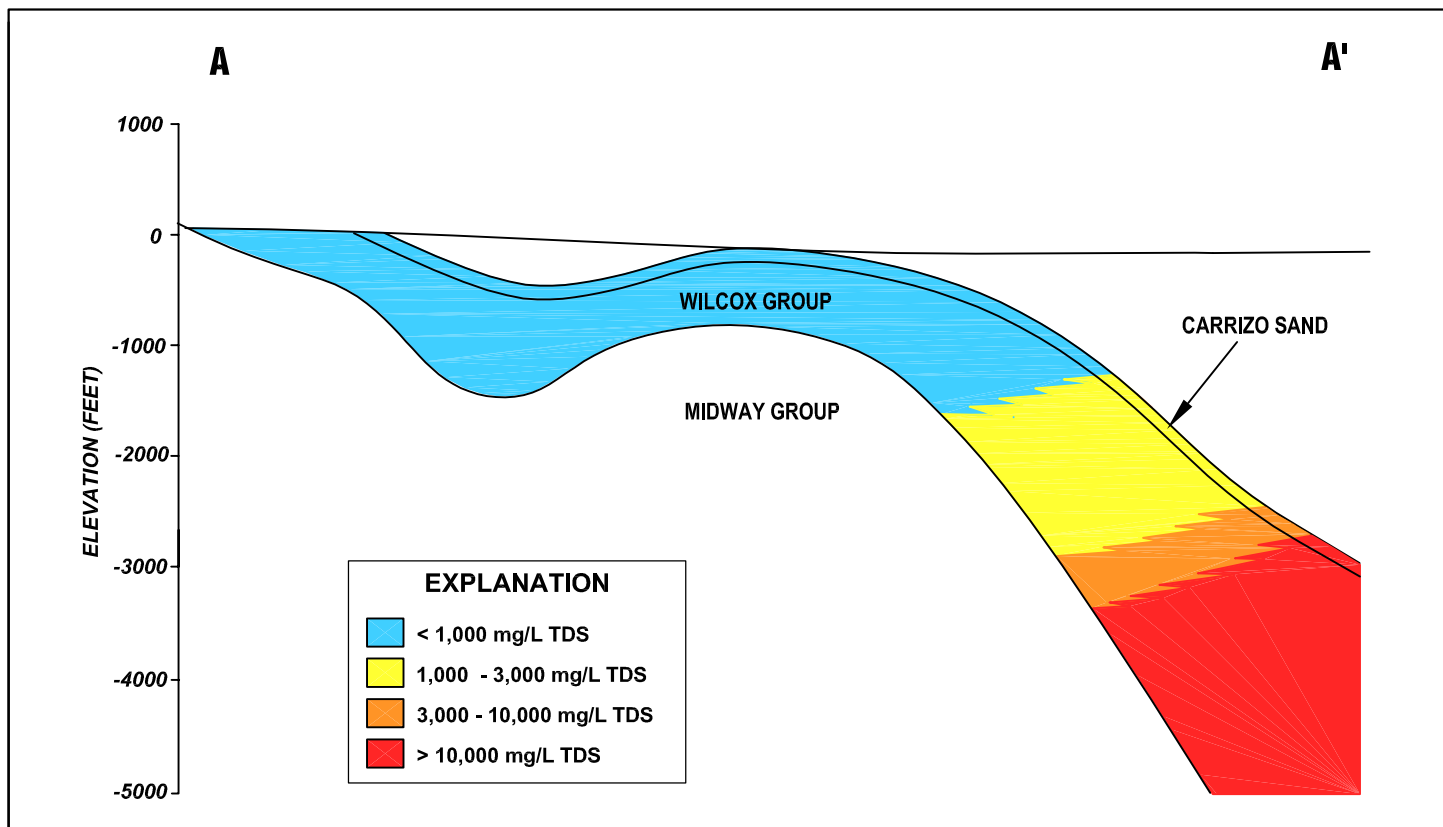 A
A'
1000
0
-1000
-2000
-3000
-4000
-5000
ELEVATION (FEET)
WILCOX GROUP
CARRIZO SAND
MIDWAY GROUP
EXPLANATION
< 1,000 mg/L TDS
1,000 - 3,000 mg/L TDS
3,000 - 10,000 mg/L TDS
> 10,000 mg/L TDS